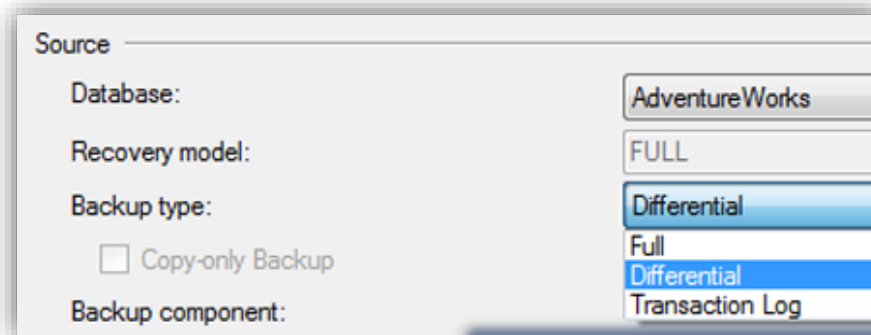 Source
Database: AdventureWorks
Recovery model: FULL
Backup type: Differential
Full
Copy-only Backup Differential
Backup component: Transaction Log